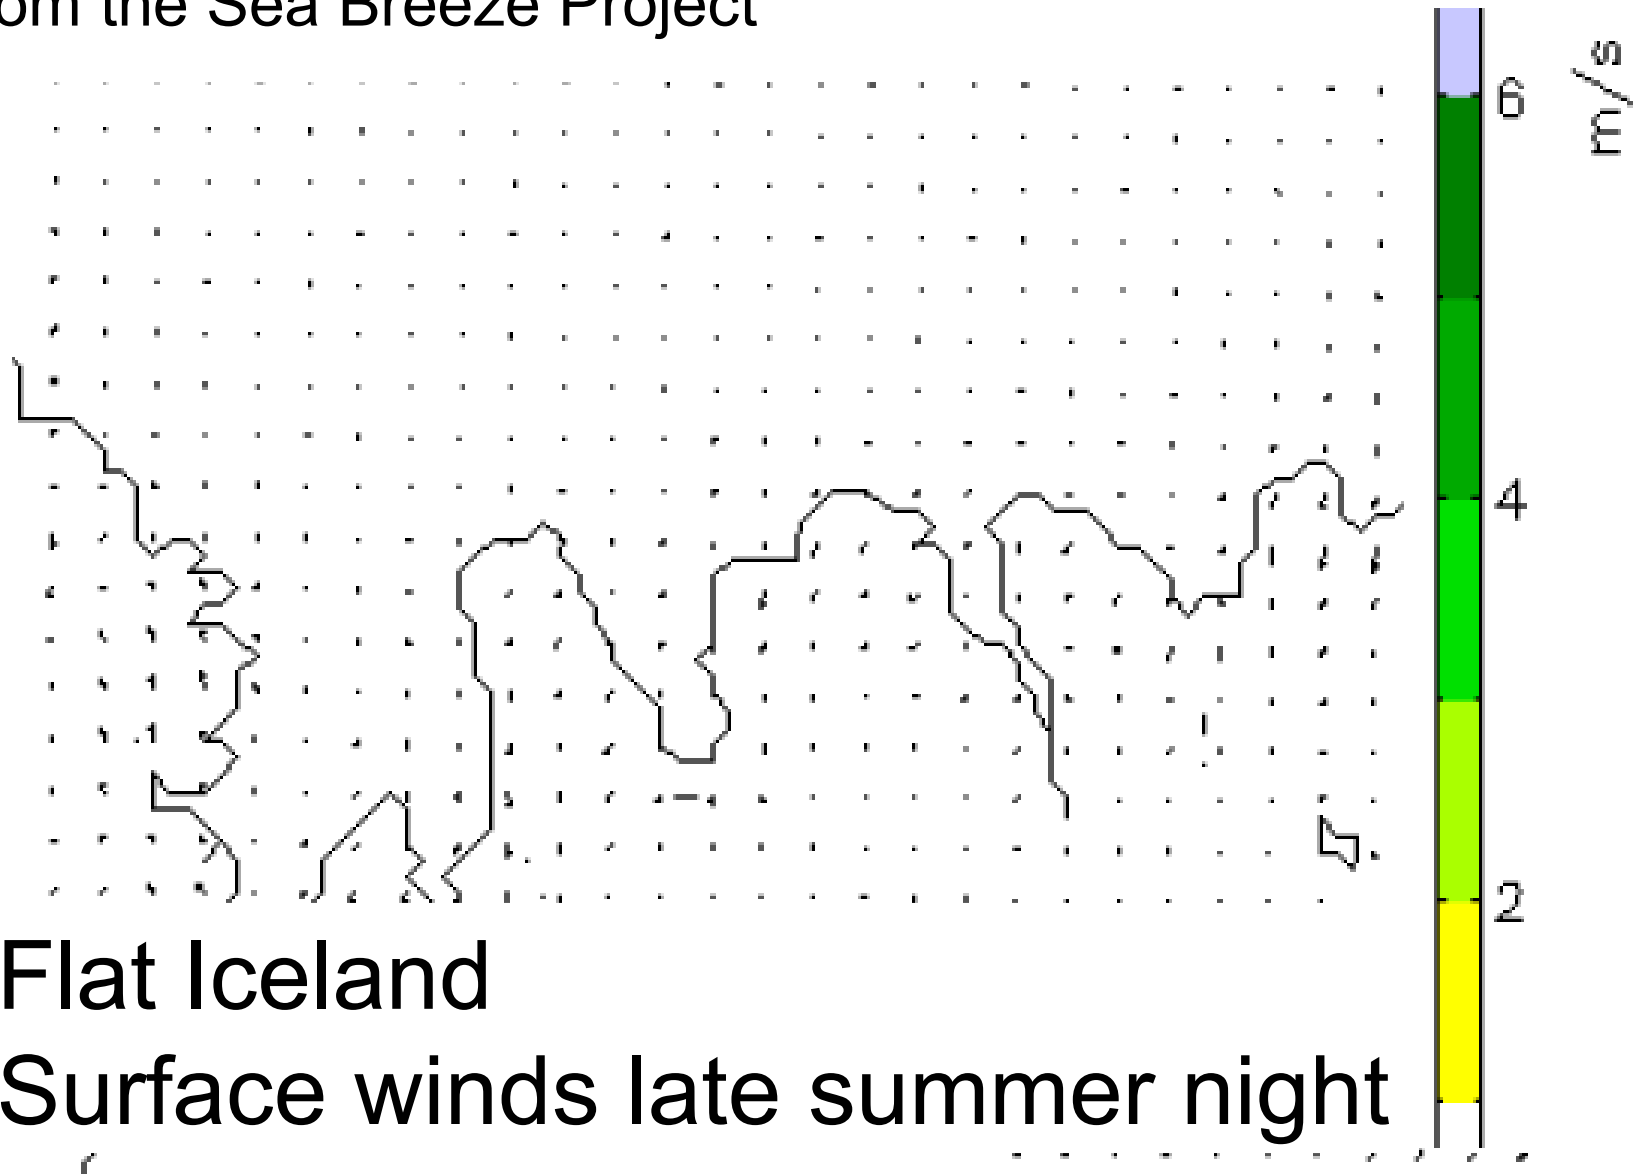 om the Sea Breeze Project
m/s
6
4
2
Flat Iceland
Surface winds late summer night